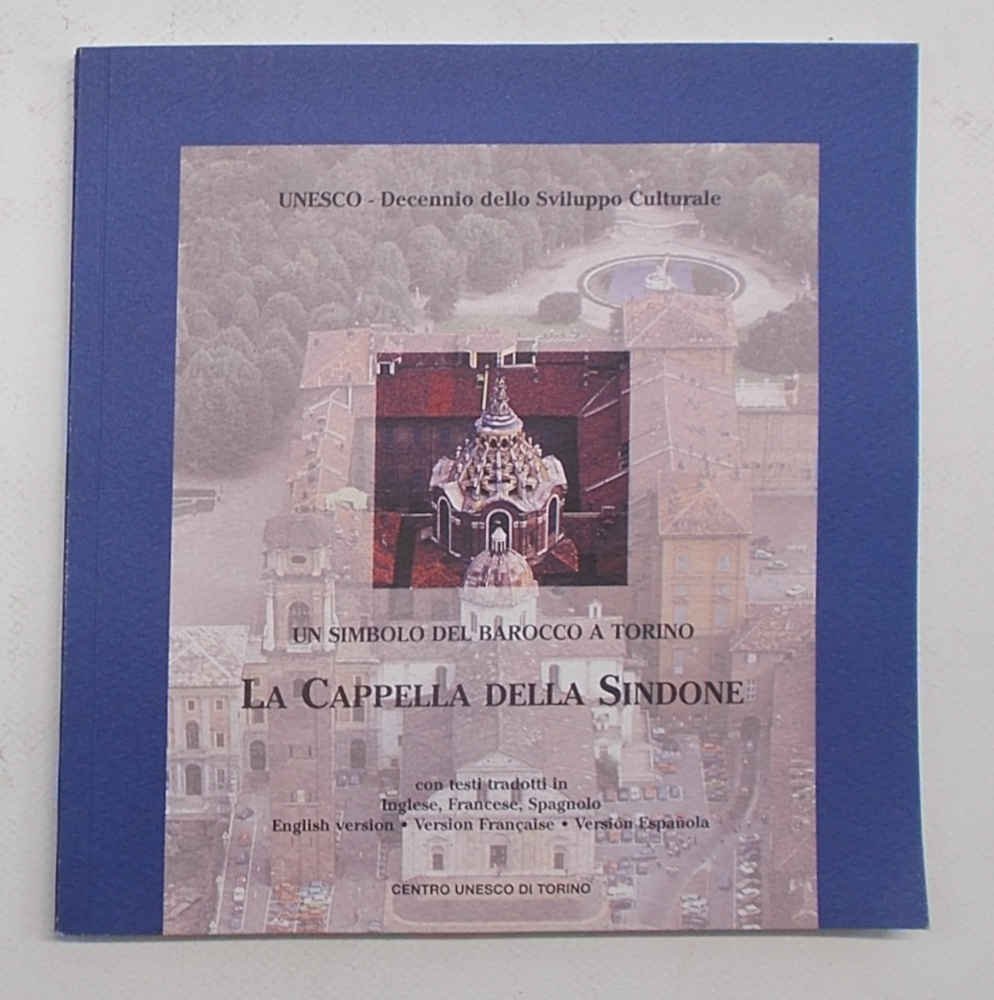 UNESCO - Decennio dello Sviluppo Culturale
UN SIMBOLO DEL BAROCCO A TORINO
LA CAPPELLA DELLA SINDONE
con testi tradotti in
Inglese, Francese, Spagnolo
English version • Version Française • Versión Española
CENTRO UNESCO DI TORINO